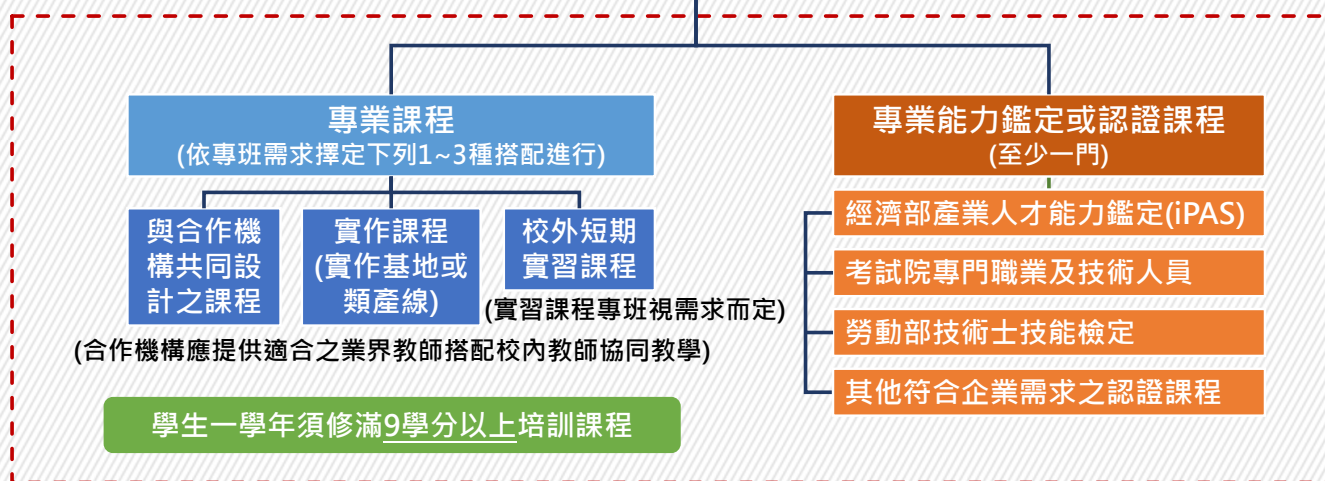 專業課程
(依專班需求擇定下列1~3種搭配進行)
與合作機
構共同設
計之課程
實作課程
(實作基地或
類產線)
校外短期
實習課程
(實習課程專班視需求而定)
(合作機構應提供適合之業界教師搭配校內教師協同教學)
學生一學年須修滿9學分以上培訓課程
專業能力鑑定或認證課程
(至少一門)
經濟部產業人才能力鑑定(iPAS)
考試院專門職業及技術人員
勞動部技術士技能檢定
其他符合企業需求之認證課程